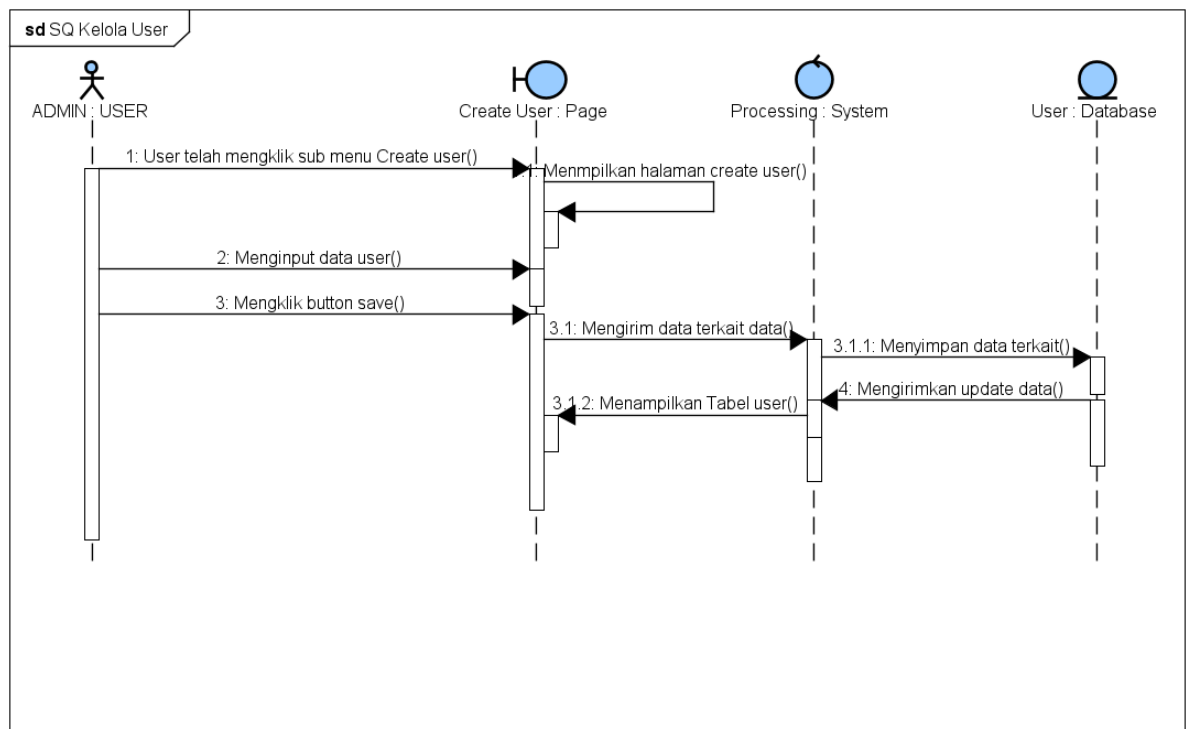 sd SQ Kelola User
ADMIN : USER
Create User : Page
Processing : System
User : Database
1: User telah mengklik sub menu Create user()
1.1: Menmpilkan halaman create user()
2: Menginput data user()
3: Mengklik button save()
3.1: Mengirim data terkait data()
3.1.1: Menyimpan data terkait()
4: Mengirimkan update data()
3.1.2: Menampilkan Tabel user()